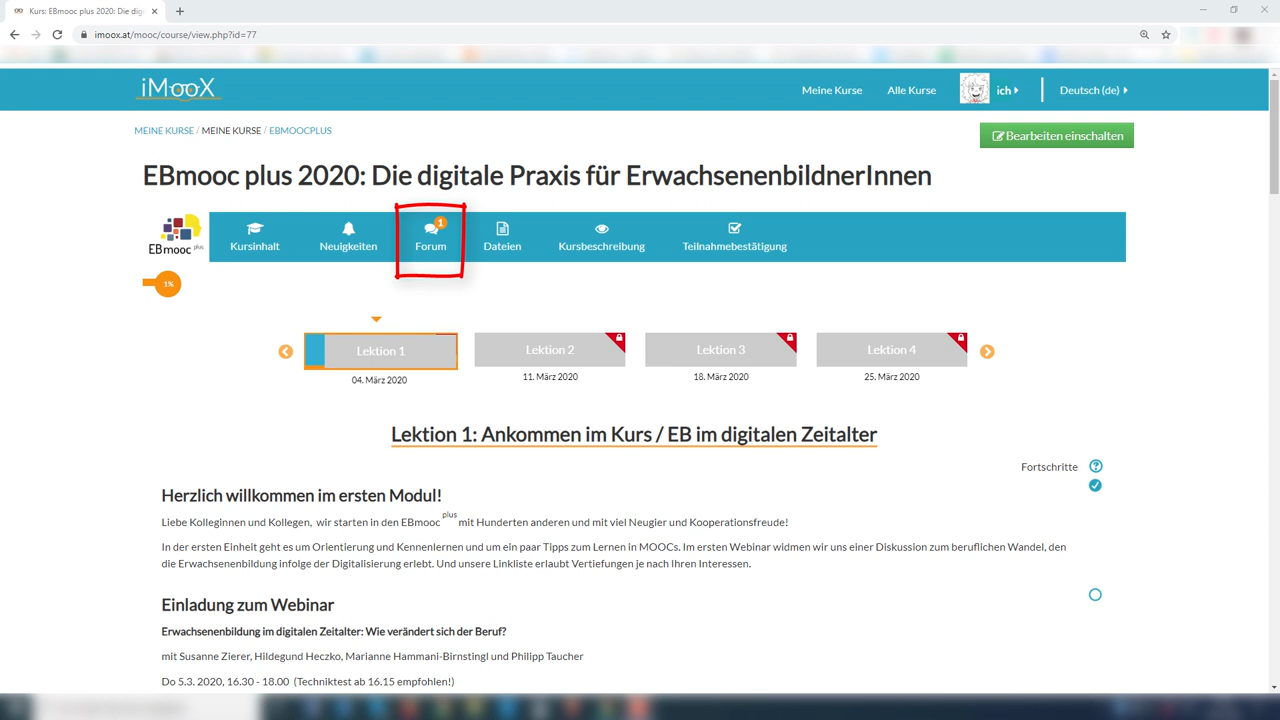 Kurs: EBmooc plus 2020: Die dig
imoox.at/mooc/course/view.php?id=77
iMooX
Meine Kurse
Alle Kurse
ich
Deutsch (de)
MEINE KURSE / MEINE KURSE / EBMOOCPLUS
Bearbeiten einschalten
EBmooc plus 2020: Die digitale Praxis für ErwachsenenbildnerInnen
EBmooc plus
Kursinhalt
Neuigkeiten
1
Forum
Dateien
Kursbeschreibung
Teilnahmebestätigung
1%
Lektion 1
Lektion 2
Lektion 3
Lektion 4
04. März 2020
11. März 2020
18. März 2020
25. März 2020
Lektion 1: Ankommen im Kurs / EB im digitalen Zeitalter
Fortschritte
Herzlich willkommen im ersten Modul!
Liebe Kolleginnen und Kollegen, wir starten in den EBmooc plus mit Hunderten anderen und mit viel Neugier und Kooperationsfreude!
In der ersten Einheit geht es um Orientierung und Kennenlernen und um ein paar Tipps zum Lernen in MOOCs. Im ersten Webinar widmen wir uns einer Diskussion zum beruflichen Wandel, den
die Erwachsenenbildung infolge der Digitalisierung erlebt. Und unsere Linkliste erlaubt Vertiefungen je nach Ihren Interessen.
Einladung zum Webinar
Erwachsenenbildung im digitalen Zeitalter: Wie verändert sich der Beruf?
mit Susanne Zierer, Hildegund Heczko, Marianne Hammani-Birnstingl und Philipp Taucher
Do 5.3. 2020, 16.30 - 18.00 (Techniktest ab 16.15 empfohlen!)